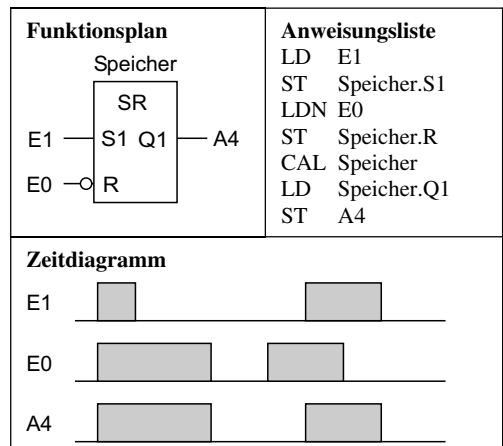 Funktionsplan
Speicher
SR
E1 S1 Q1 A4
E0 R
Anweisungsliste
LD E1
ST Speicher.S1
LDN E0
ST Speicher.R
CAL Speicher
LD Speicher.Q1
ST A4
Zeitdiagramm
E1
E0
A4